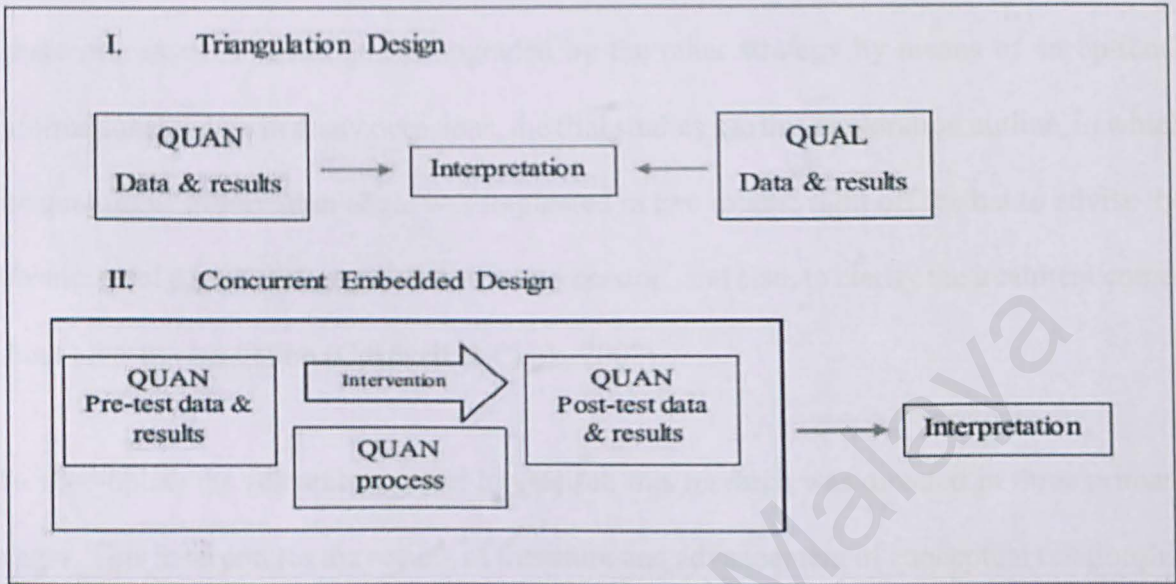 I. Triangulation Design
QUAN
Data & results
Interpretation
QUAL
Data & results
II. Concurrent Embedded Design
QUAN
Pre-test data &
results
Intervention
QUAN
process
QUAN
Post-test data
& results
Interpretation
Malaya